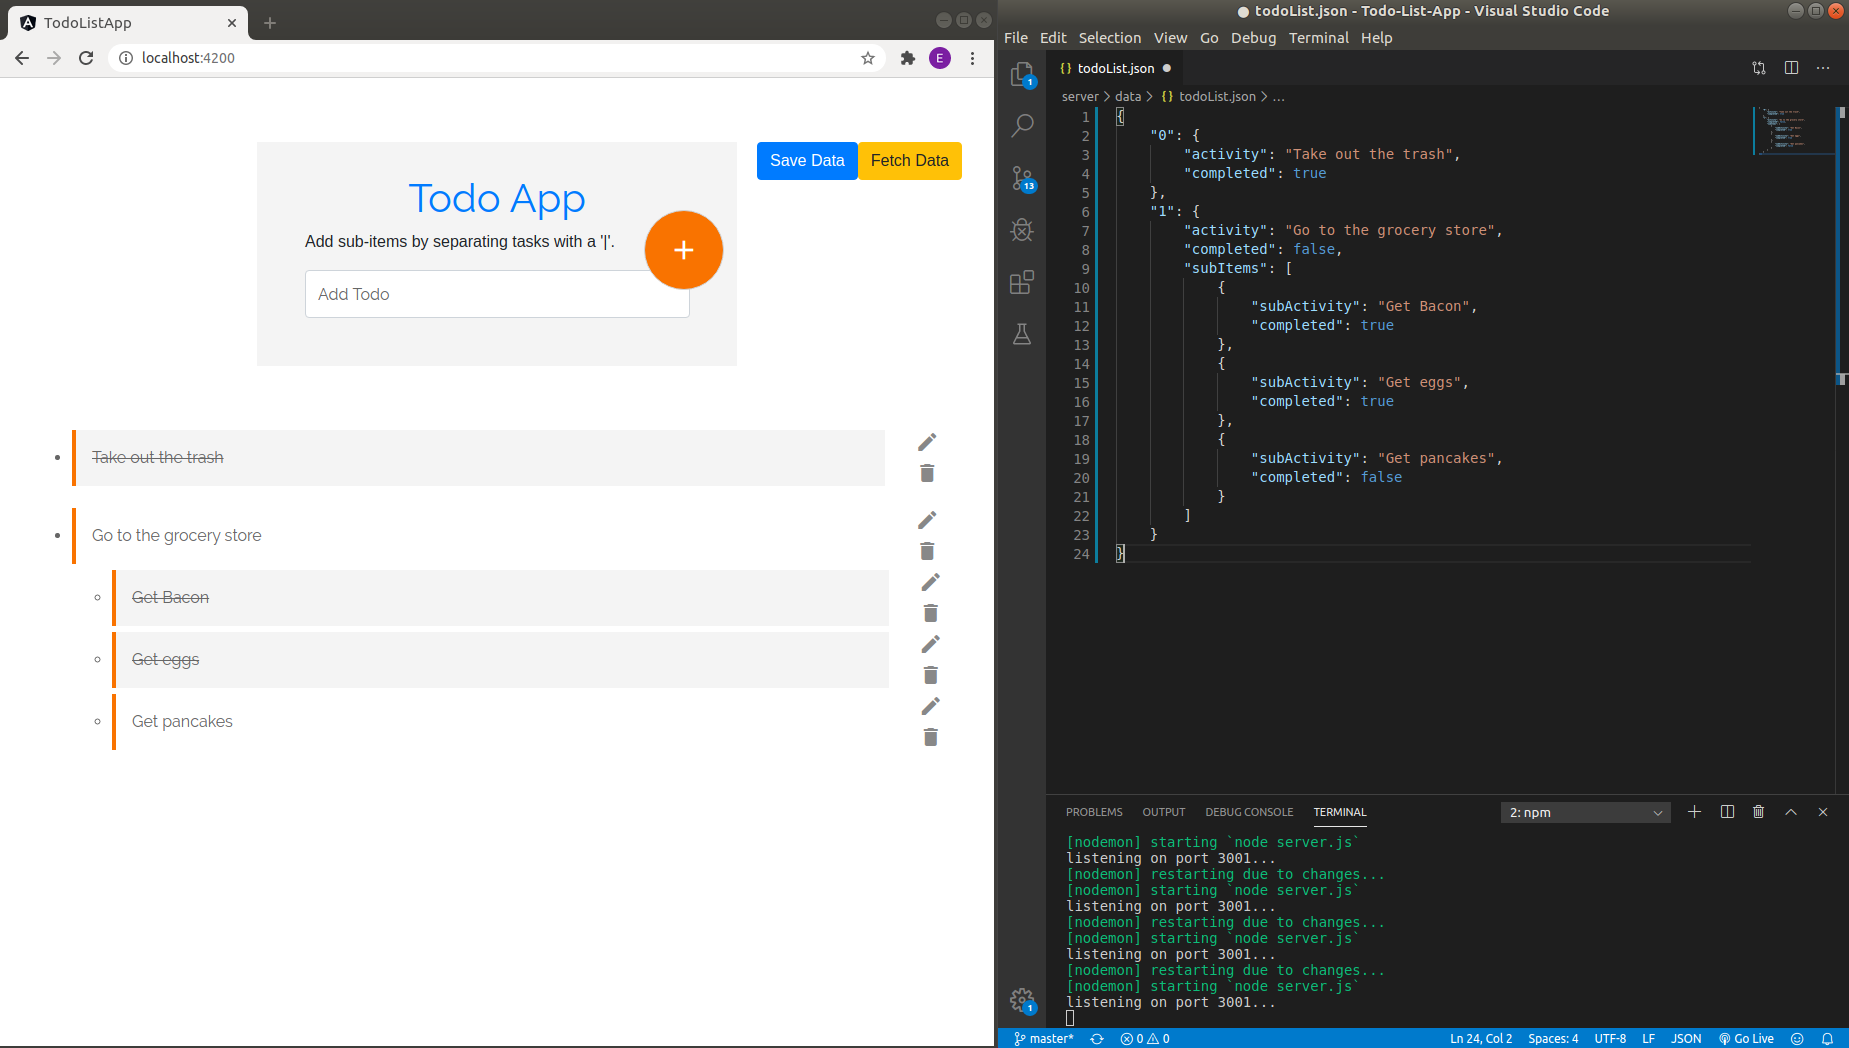 TodoListApp
localhost:4200
E
Todo App
Add sub-items by separating tasks with a '|'.
Add Todo
Save Data
Fetch Data
Take out the trash
Go to the grocery store
Get Bacon
Get eggs
Get pancakes
● todoList.json - Todo-List-App - Visual Studio Code
File Edit Selection View Go Debug Terminal Help
{} todoList.json ●
server > data > {} todoList.json > ...
1
13
1
1 {
2 "0": {
3 "activity": "Take out the trash",
4 "completed": true
5 },
6 "1": {
7 "activity": "Go to the grocery store",
8 "completed": false,
9 "subItems": [
10 {
11 "subActivity": "Get Bacon",
12 "completed": true
13 },
14 {
15 "subActivity": "Get eggs",
16 "completed": true
17 },
18 {
19 "subActivity": "Get pancakes",
20 "completed": false
21 }
22 ]
23 }
24 }
PROBLEMS OUTPUT DEBUG CONSOLE TERMINAL 2: npm
[nodemon] starting `node server.js`
listening on port 3001...
[nodemon] restarting due to changes...
[nodemon] starting `node server.js`
listening on port 3001...
[nodemon] restarting due to changes...
[nodemon] starting `node server.js`
listening on port 3001...
[nodemon] restarting due to changes...
[nodemon] starting `node server.js`
listening on port 3001...
master* 0 0 Ln 24, Col 2 Spaces: 4 UTF-8 LF JSON Go Live